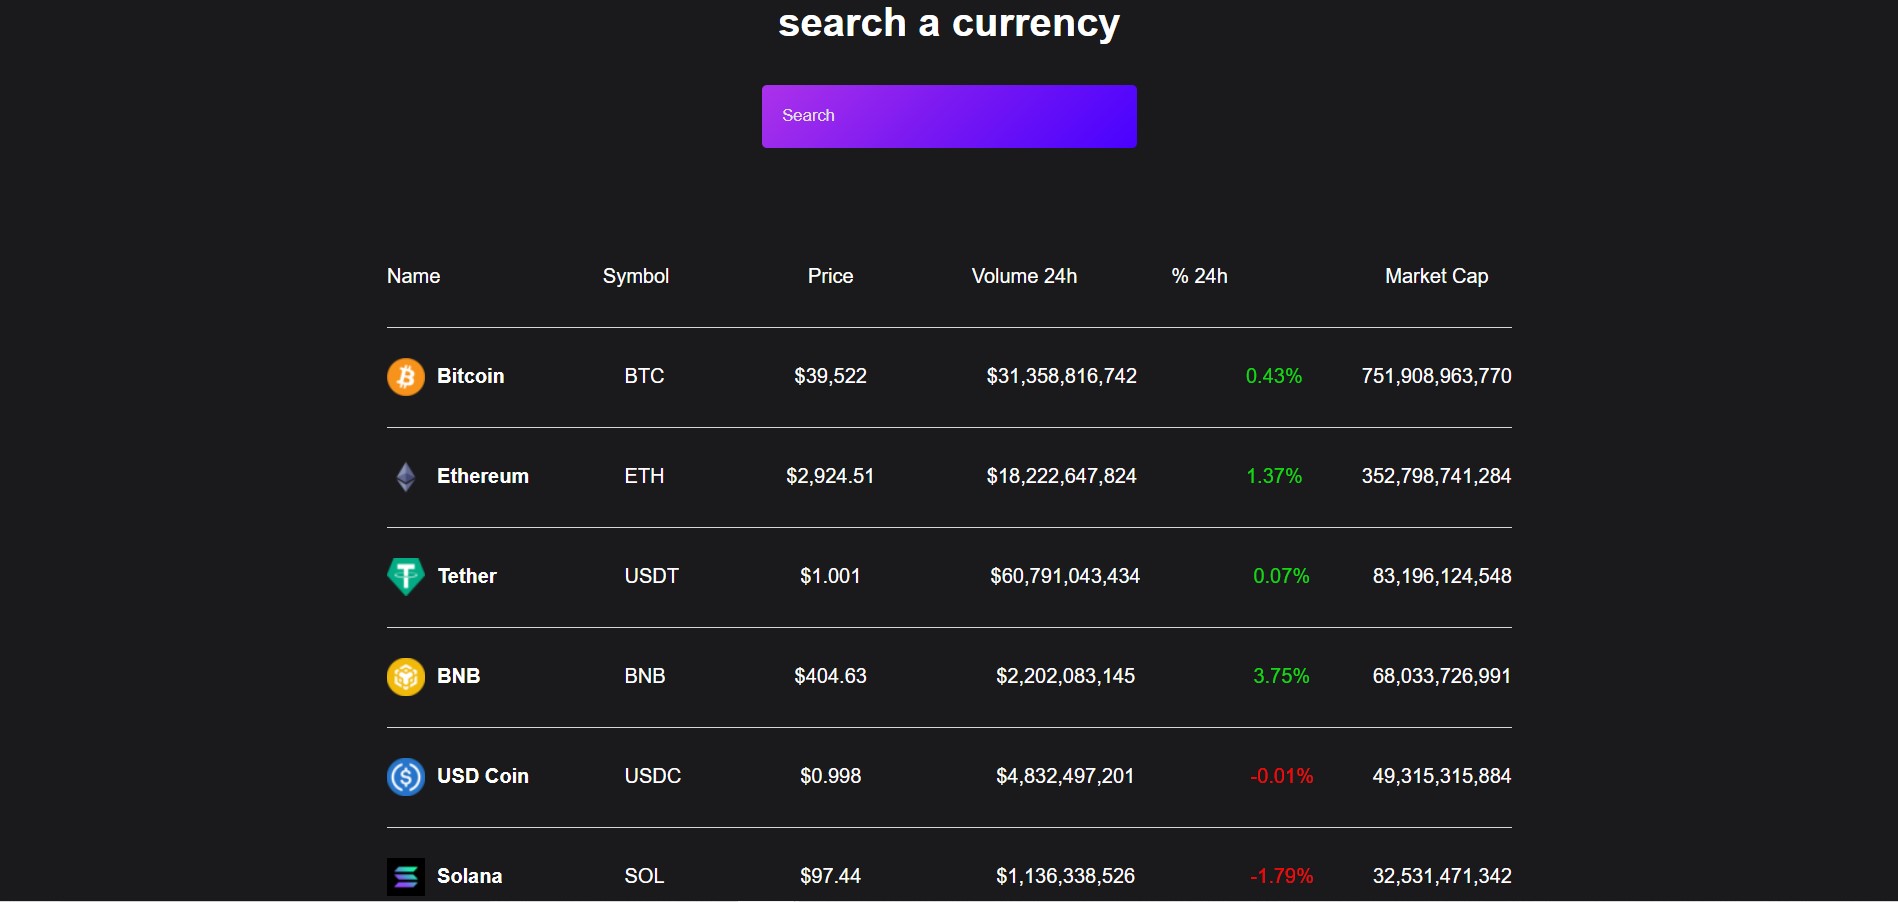 search a currency
Search
Name Symbol Price Volume 24h % 24h Market Cap
Bitcoin BTC $39,522 $31,358,816,742 0.43% 751,908,963,770
Ethereum ETH $2,924.51 $18,222,647,824 1.37% 352,798,741,284
Tether USDT $1.001 $60,791,043,434 0.07% 83,196,124,548
BNB BNB $404.63 $2,202,083,145 3.75% 68,033,726,991
USD Coin USDC $0.998 $4,832,497,201 -0.01% 49,315,315,884
Solana SOL $97.44 $1,136,338,526 -1.79% 32,531,471,342